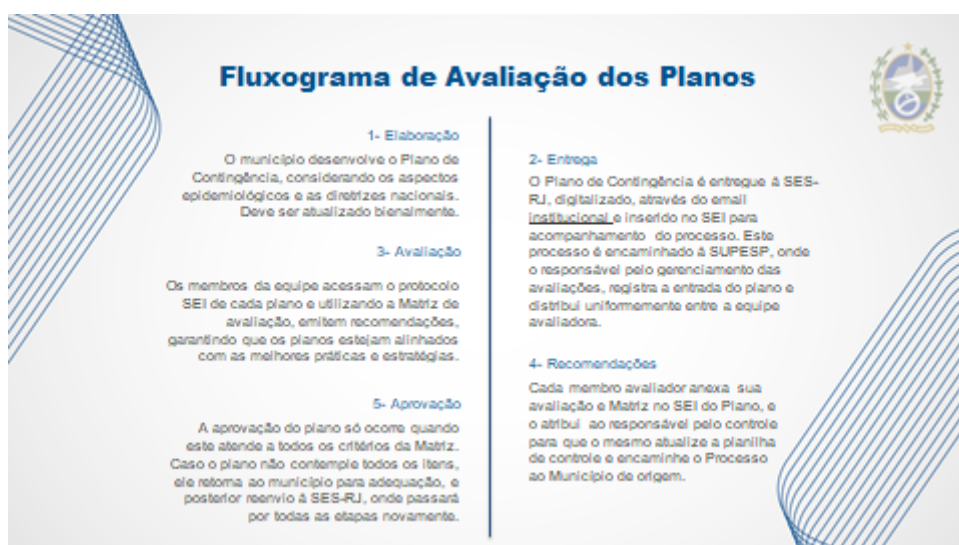 Fluxograma de Avaliação dos Planos
1- Elaboração
O município desenvolve o Plano de
Contingência, considerando os aspectos
epidemiológicos e as diretrizes nacionais.
Deve ser atualizado bienalmente.
2- Entrega
O Plano de Contingência é entregue à SES-
RJ, digitalizado, através do email
institucional e inserido no SEI para
acompanhamento do processo. Este
processo é encaminhado à SUPESP, onde
o responsável pelo gerenciamento das
avaliações, registra a entrada do plano e
distribui uniformemente entre a equipe
avaliadora.
3- Avaliação
Os membros da equipe acessam o protocolo
SEI de cada plano e utilizando a Matriz de
avaliação, emitem recomendações,
garantindo que os planos estejam alinhados
com as melhores práticas e estratégias.
4- Recomendações
Cada membro avaliador anexa sua
avaliação e Matriz no SEI do Plano, e
o atribui ao responsável pelo controle
para que o mesmo atualize a planilha
de controle e encaminhe o Processo
ao Município de origem.
5- Aprovação
A aprovação do plano só ocorre quando
este atende a todos os critérios da Matriz.
Caso o plano não contemple todos os itens,
ele retorna ao município para adequação, e
posterior reenvio à SES-RJ, onde passará
por todas as etapas novamente.